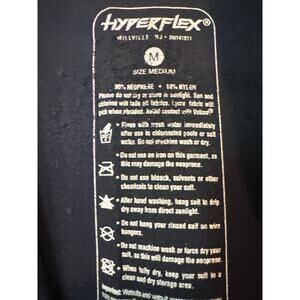 HYPERFLEX®
MILLVILLE NJ • RN141811
M
SIZE MEDIUM
90% NEOPRENE • 10% NYLON
Please do not dry or store in sunlight. Sun and
chlorine will fade all fabrics. Lycra fabric will
pick when abraded. Avoid contact with Velcro®
• Rinse with fresh water immediately
after use in chlorinated pools or salt
water. Do not machine wash or dry.
• Do not use an iron on this garment, as
this may damage the neoprene.
• Do not use bleach, solvents or other
chemicals to clean your suit.
• After hand washing, hang suit to drip
dry away from direct sunlight.
• Do not hang your rinsed suit on wire
hangers.
• Do not machine wash or force dry your
suit, as this will damage the neoprene.
• When fully dry, keep your suit in a
clean and dry storage area.
Important: Wetsuits and